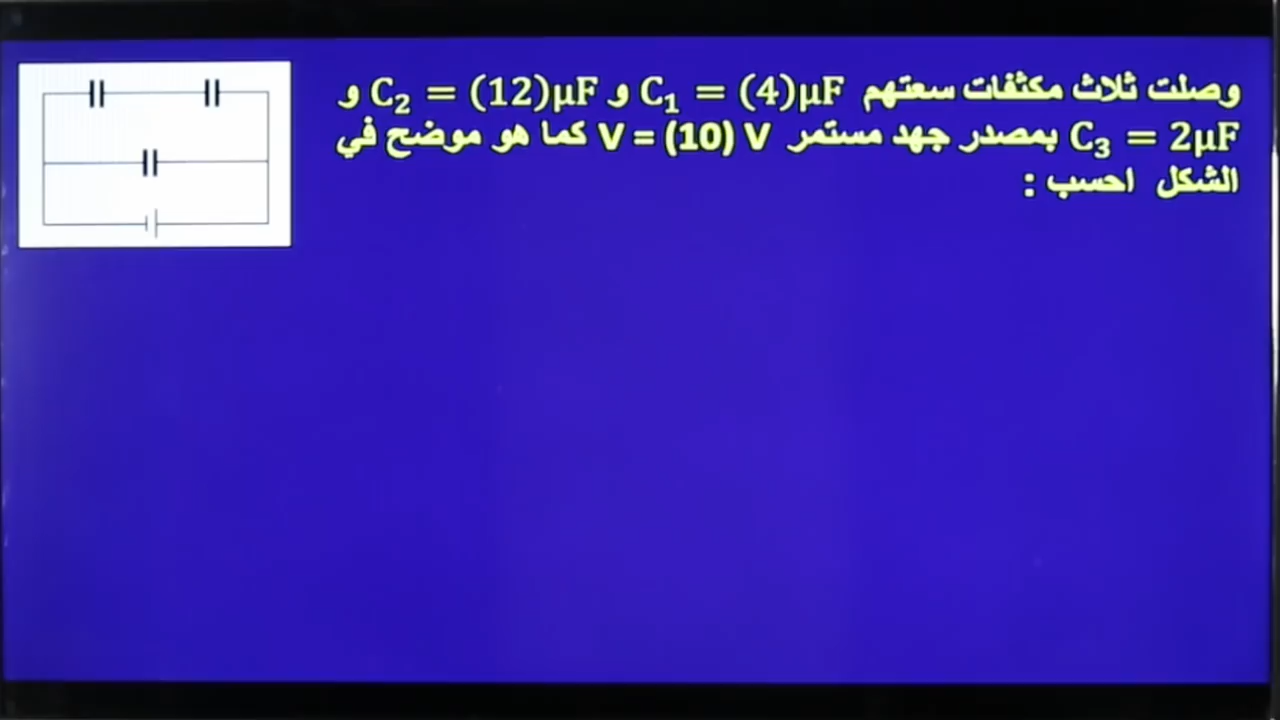 وصلت ثلاث مكثفات سعتهم C₁ = (4)μF و C₂ = (12)μF و
C₃ = 2μF بمصدر جهد مستمر V = (10) V كما هو موضح في
الشكل احسب :